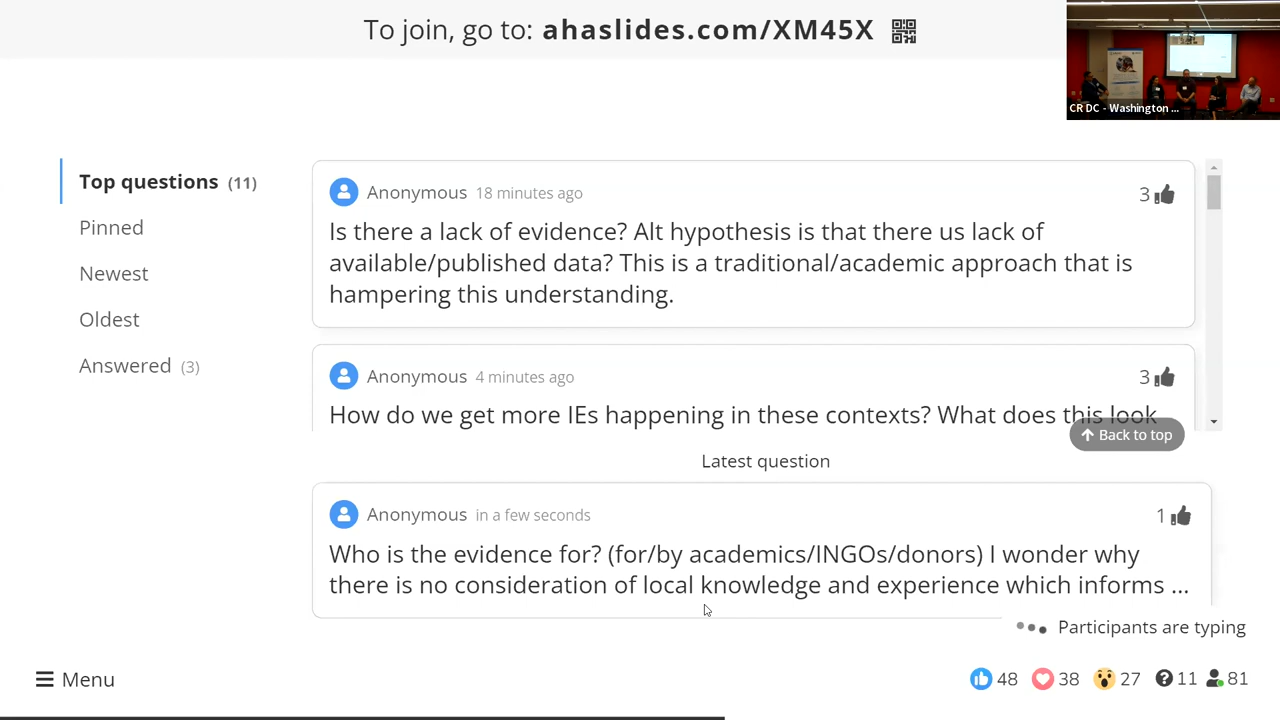 To join, go to: ahaslides.com/XM45X
CR DC - Washington ...
Top questions (11)
Pinned
Newest
Oldest
Answered (3)
Anonymous 18 minutes ago 3
Is there a lack of evidence? Alt hypothesis is that there us lack of
available/published data? This is a traditional/academic approach that is
hampering this understanding.
Anonymous 4 minutes ago 3
How do we get more IEs happening in these contexts? What does this look
Back to top
Latest question
Anonymous in a few seconds 1
Who is the evidence for? (for/by academics/INGOs/donors) I wonder why
there is no consideration of local knowledge and experience which informs ...
Participants are typing
Menu
48 38 27 11 81